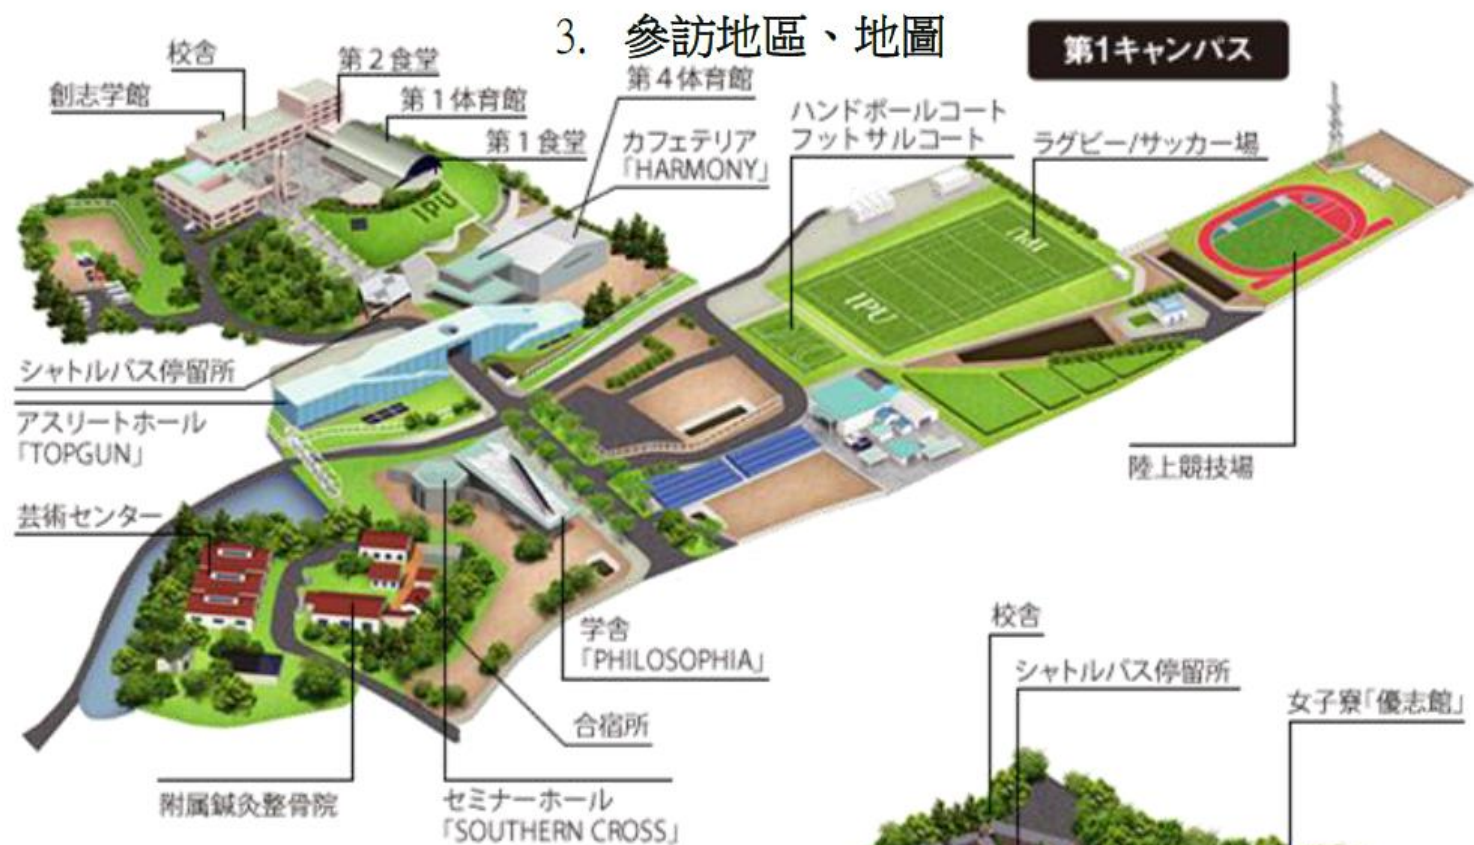 3. 參訪地區、地圖
第1キャンパス
校舎
第2食堂
創志学館
第1体育館
第4体育館
第1食堂
カフェテリア
「HARMONY」
ハンドボールコート
フットサルコート
ラグビー/サッカー場
IPU
IPU
IPU
シャトルバス停留所
アスリートホール
「TOPGUN」
陸上競技場
芸術センター
学舎
「PHILOSOPHIA」
合宿所
附属鍼灸整骨院
セミナーホール
「SOUTHERN CROSS」
校舎
シャトルバス停留所
女子寮「優志館」